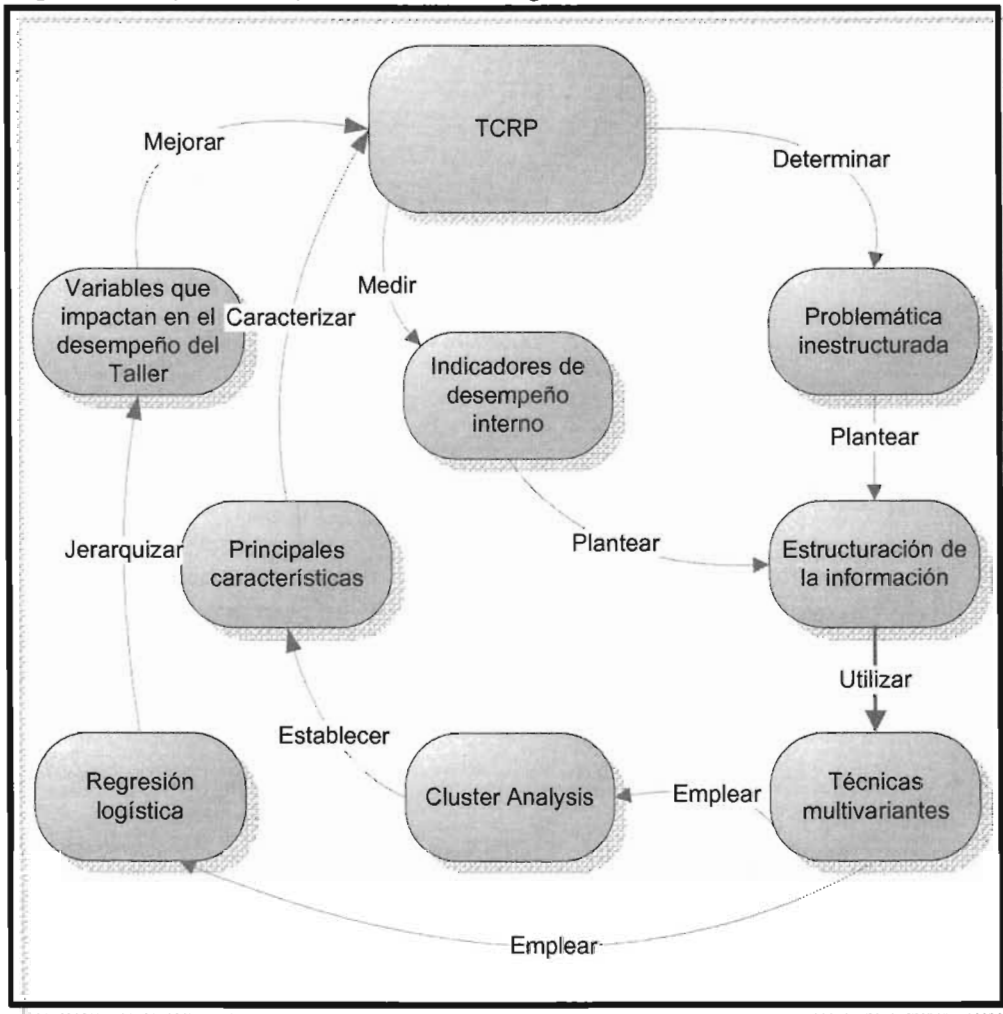 TCRP
Mejorar
Determinar
Medir
Variables que
impactan en el
desempeño del
Taller
Caracterizar
Problemática
inestructurada
Indicadores de
desempeño
interno
Plantear
Jerarquizar
Principales
características
Plantear
Estructuración de
la información
Utilizar
Establecer
Regresión
logística
Cluster Analysis
Emplear
Técnicas
multivariantes
Emplear